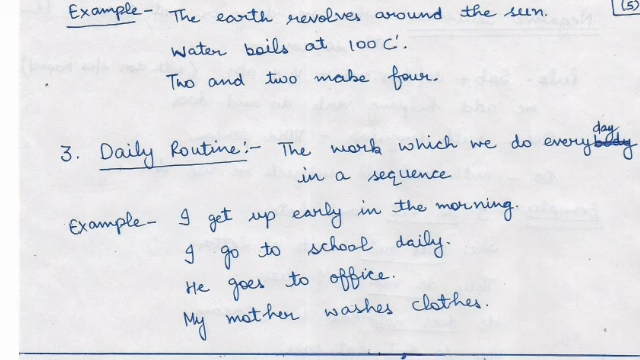 (5)
Example - The earth revolves around the sun.
Water boils at 100 C'.
Two and two make four.
3. Daily Routine:- The work which we do everyday
in a sequence
Example - I get up early in the morning.
I go to school daily.
He goes to office.
My mother washes clothes.